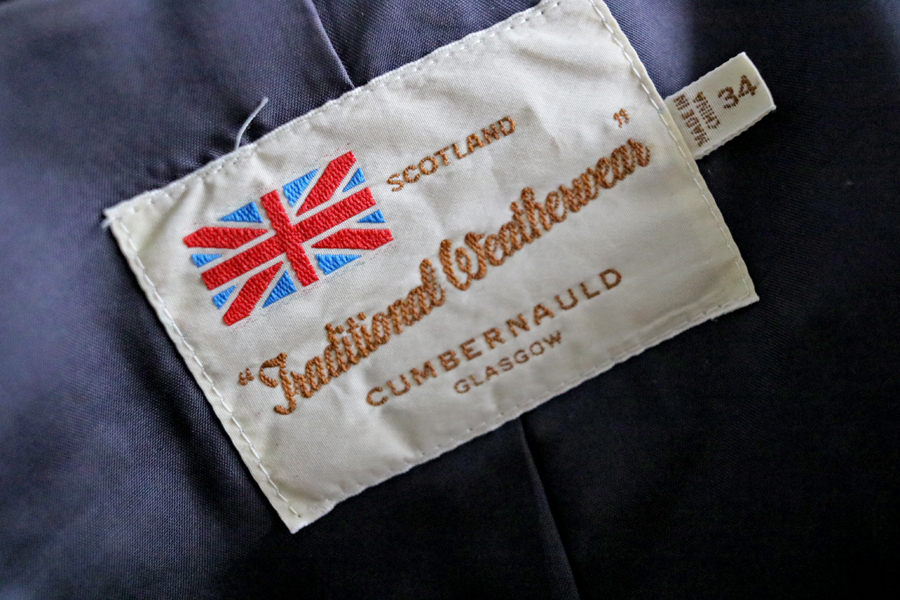 SCOTLAND
"Traditional Weatherwear"
CUMBERNAULD
GLASGOW
MADE IN
CHINA
34